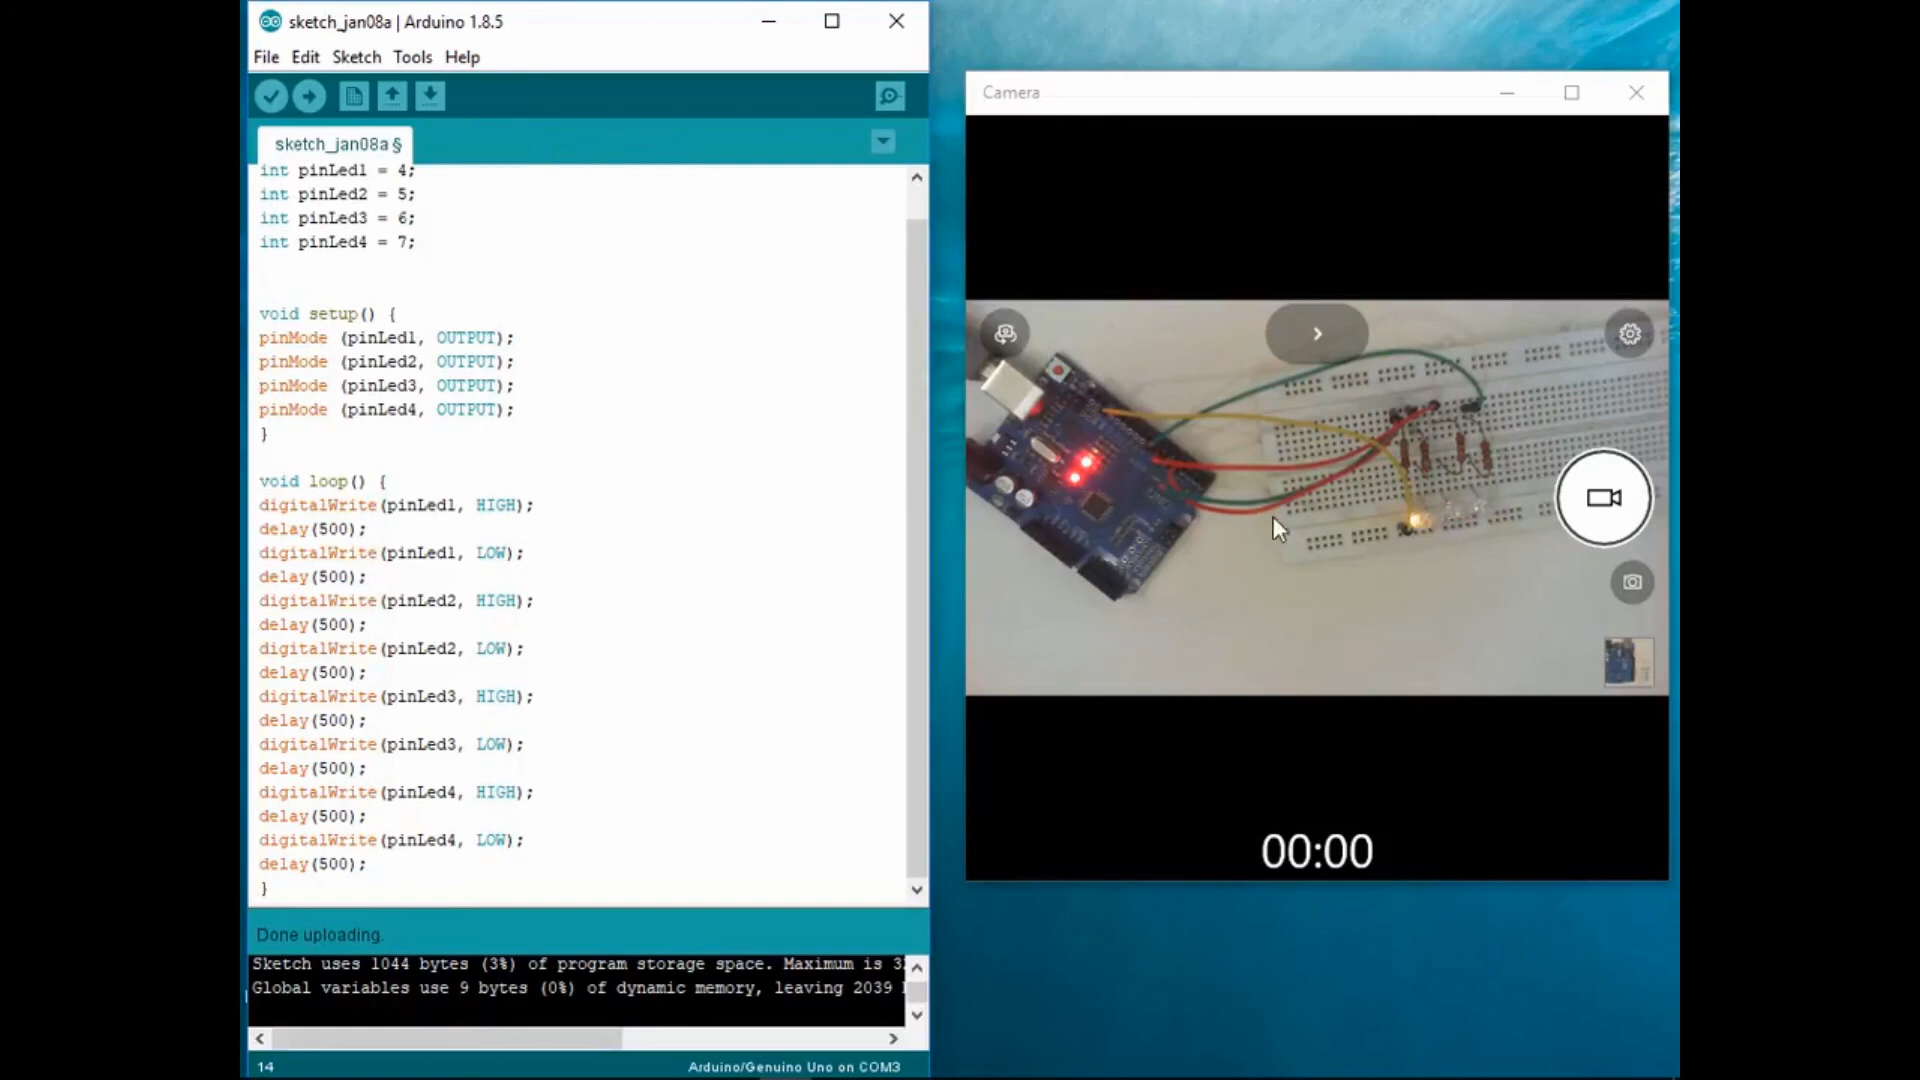 sketch_jan08a | Arduino 1.8.5
File Edit Sketch Tools Help
sketch_jan08a §
int pinLed1 = 4;
int pinLed2 = 5;
int pinLed3 = 6;
int pinLed4 = 7;
void setup() {
pinMode (pinLed1, OUTPUT);
pinMode (pinLed2, OUTPUT);
pinMode (pinLed3, OUTPUT);
pinMode (pinLed4, OUTPUT);
}
void loop() {
digitalWrite(pinLed1, HIGH);
delay(500);
digitalWrite(pinLed1, LOW);
delay(500);
digitalWrite(pinLed2, HIGH);
delay(500);
digitalWrite(pinLed2, LOW);
delay(500);
digitalWrite(pinLed3, HIGH);
delay(500);
digitalWrite(pinLed3, LOW);
delay(500);
digitalWrite(pinLed4, HIGH);
delay(500);
digitalWrite(pinLed4, LOW);
delay(500);
}
Done uploading.
Sketch uses 1044 bytes (3%) of program storage space. Maximum is 3
Global variables use 9 bytes (0%) of dynamic memory, leaving 2039
14
Arduino/Genuino Uno on COM3
Camera
00:00